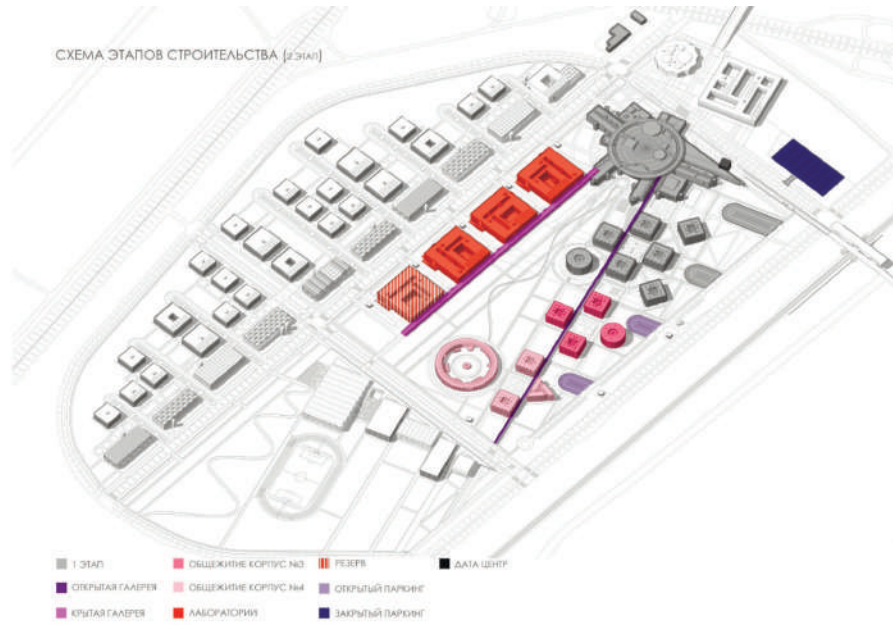 СХЕМА ЭТАПОВ СТРОИТЕЛЬСТВА (2 ЭТАП)
1 ЭТАП
ОБЩЕЖИТИЕ КОРПУС №3
РЕЗЕРВ
ДАТА ЦЕНТР
ОТКРЫТАЯ ГАЛЕРЕЯ
ОБЩЕЖИТИЕ КОРПУС №4
ОТКРЫТЫЙ ПАРКИНГ
КРЫТАЯ ГАЛЕРЕЯ
ЛАБОРАТОРИИ
ЗАКРЫТЫЙ ПАРКИНГ